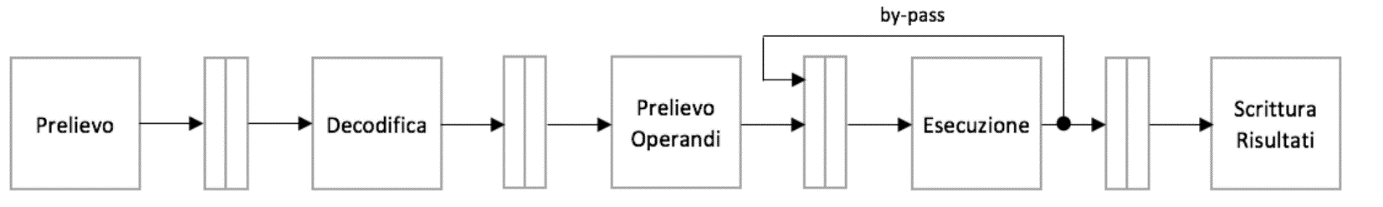 by-pass
Prelievo
Decodifica
Prelievo
Operandi
Esecuzione
Scrittura
Risultati